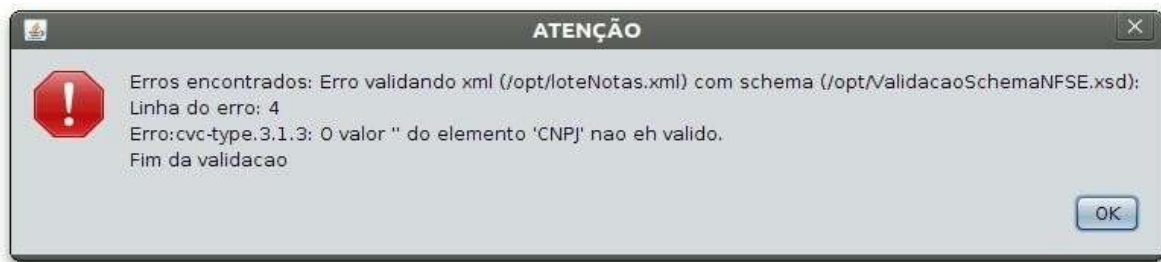 ATENÇÃO
Erros encontrados: Erro validando xml (/opt/loteNotas.xml) com schema (/opt/ValidacaoSchemaNFSE.xsd):
Linha do erro: 4
Erro:cvc-type.3.1.3: O valor '' do elemento 'CNPJ' nao eh valido.
Fim da validacao
OK